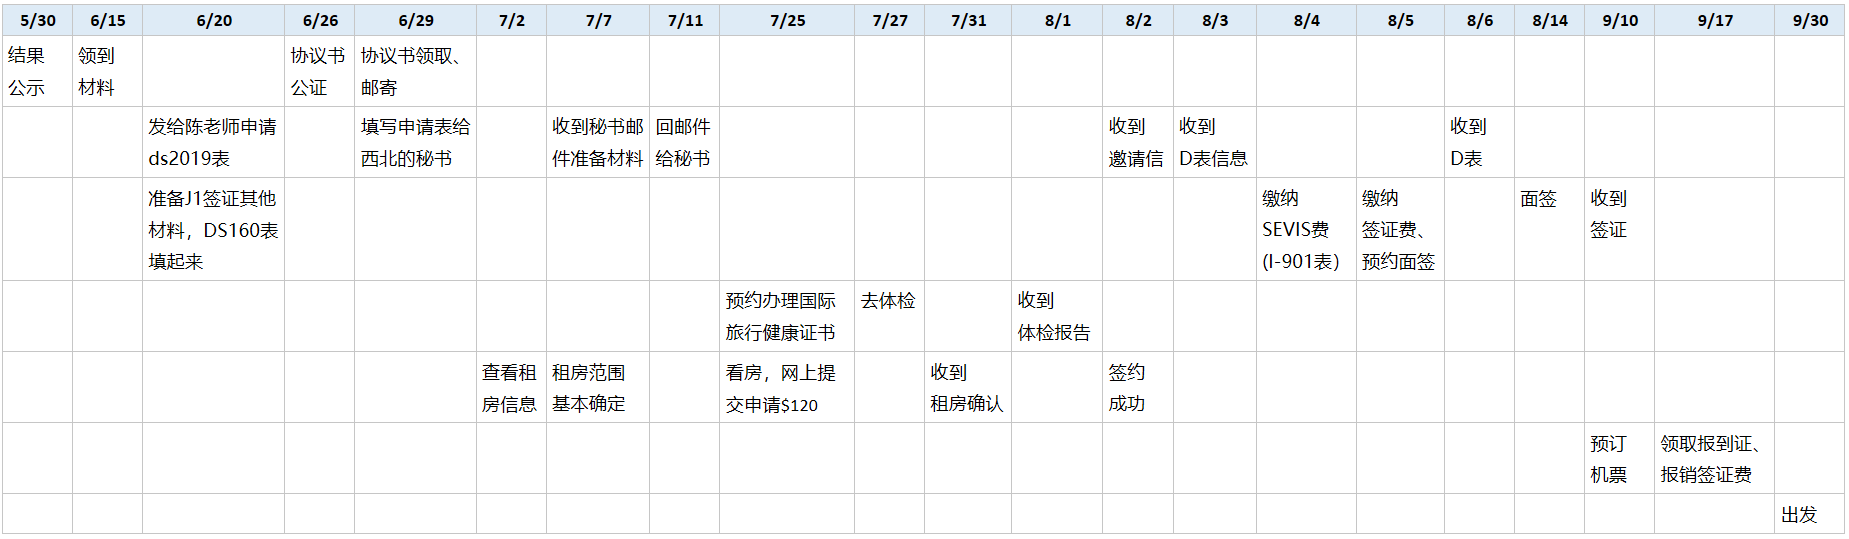 5/30 6/15 6/20 6/26 6/29 7/2 7/7 7/11 7/25 7/27 7/31 8/1 8/2 8/3 8/4 8/5 8/6 8/14 9/10 9/17 9/30
结果 领到 协议书 协议书领取、
公示 材料 公证 邮寄
发给陈老师申请 填写申请表给 收到秘书邮 回邮件 收到 收到 收到
ds2019表 西北的秘书 件准备材料 给秘书 邀请信 D表信息 D表
准备J1签证其他 缴纳 缴纳 面签 收到
材料，DS160表 SEVIS费 签证费、 签证
填起来 (I-901表) 预约面签
预约办理国际 去体检 收到
旅行健康证书 体检报告
查看租 租房范围 看房，网上提 收到 签约
房信息 基本确定 交申请$120 租房确认 成功
预订 领取报到证、
机票 报销签证费
出发